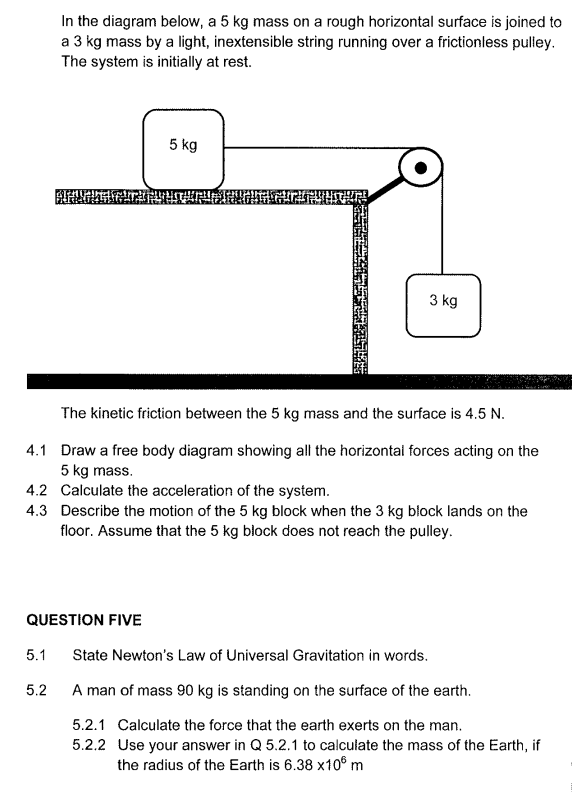 In the diagram below, a 5 kg mass on a rough horizontal surface is joined to
a 3 kg mass by a light, inextensible string running over a frictionless pulley.
The system is initially at rest.
5 kg
3 kg
The kinetic friction between the 5 kg mass and the surface is 4.5 N.
4.1 Draw a free body diagram showing all the horizontal forces acting on the
5 kg mass.
4.2 Calculate the acceleration of the system.
4.3 Describe the motion of the 5 kg block when the 3 kg block lands on the
floor. Assume that the 5 kg block does not reach the pulley.
QUESTION FIVE
5.1 State Newton's Law of Universal Gravitation in words.
5.2 A man of mass 90 kg is standing on the surface of the earth.
5.2.1 Calculate the force that the earth exerts on the man.
5.2.2 Use your answer in Q 5.2.1 to calculate the mass of the Earth, if
the radius of the Earth is 6.38 x10⁶ m